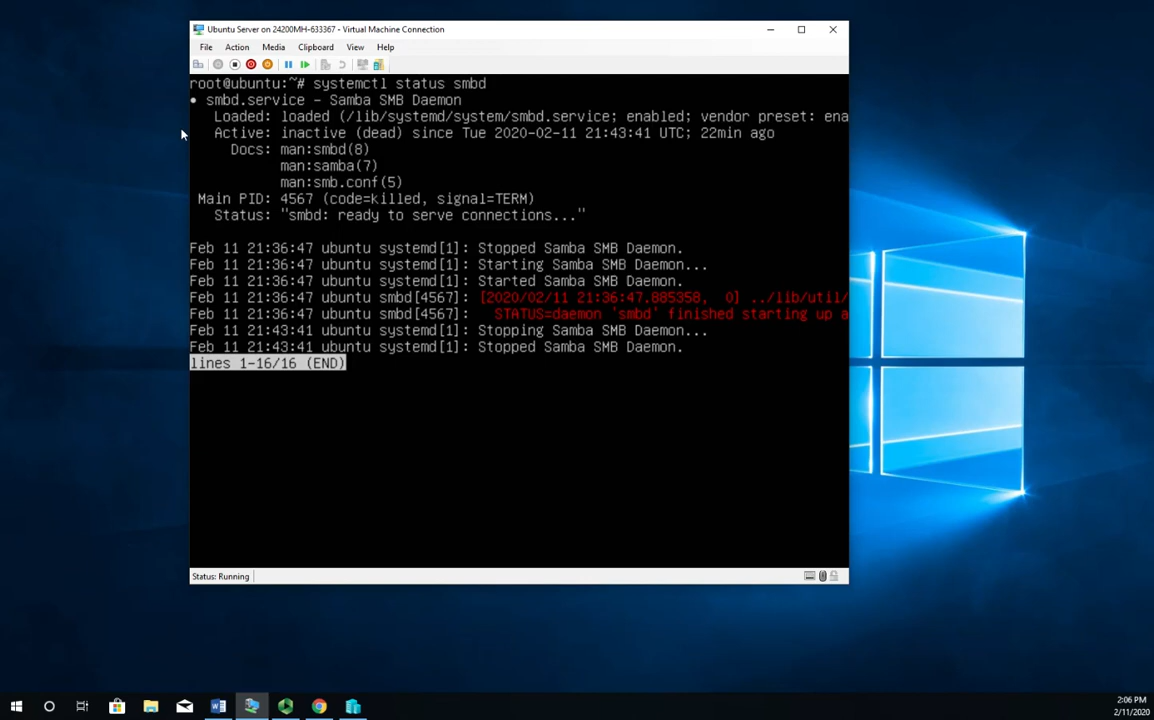 Ubuntu Server on 24200MH-633367 - Virtual Machine Connection
File Action Media Clipboard View Help
root@ubuntu:~# systemctl status smbd
● smbd.service - Samba SMB Daemon
Loaded: loaded (/lib/systemd/system/smbd.service; enabled; vendor preset: ena
Active: inactive (dead) since Tue 2020-02-11 21:43:41 UTC; 22min ago
Docs: man:smbd(8)
man:samba(7)
man:smb.conf(5)
Main PID: 4567 (code=killed, signal=TERM)
Status: "smbd: ready to serve connections..."
Feb 11 21:36:47 ubuntu systemd[1]: Stopped Samba SMB Daemon.
Feb 11 21:36:47 ubuntu systemd[1]: Starting Samba SMB Daemon...
Feb 11 21:36:47 ubuntu systemd[1]: Started Samba SMB Daemon.
Feb 11 21:36:47 ubuntu smbd[4567]: [2020/02/11 21:36:47.885358, 0] ../lib/util/
Feb 11 21:36:47 ubuntu smbd[4567]: STATUS=daemon 'smbd' finished starting up a
Feb 11 21:43:41 ubuntu systemd[1]: Stopping Samba SMB Daemon...
Feb 11 21:43:41 ubuntu systemd[1]: Stopped Samba SMB Daemon.
lines 1-16/16 (END)
Status: Running
2:06 PM
2/11/2020